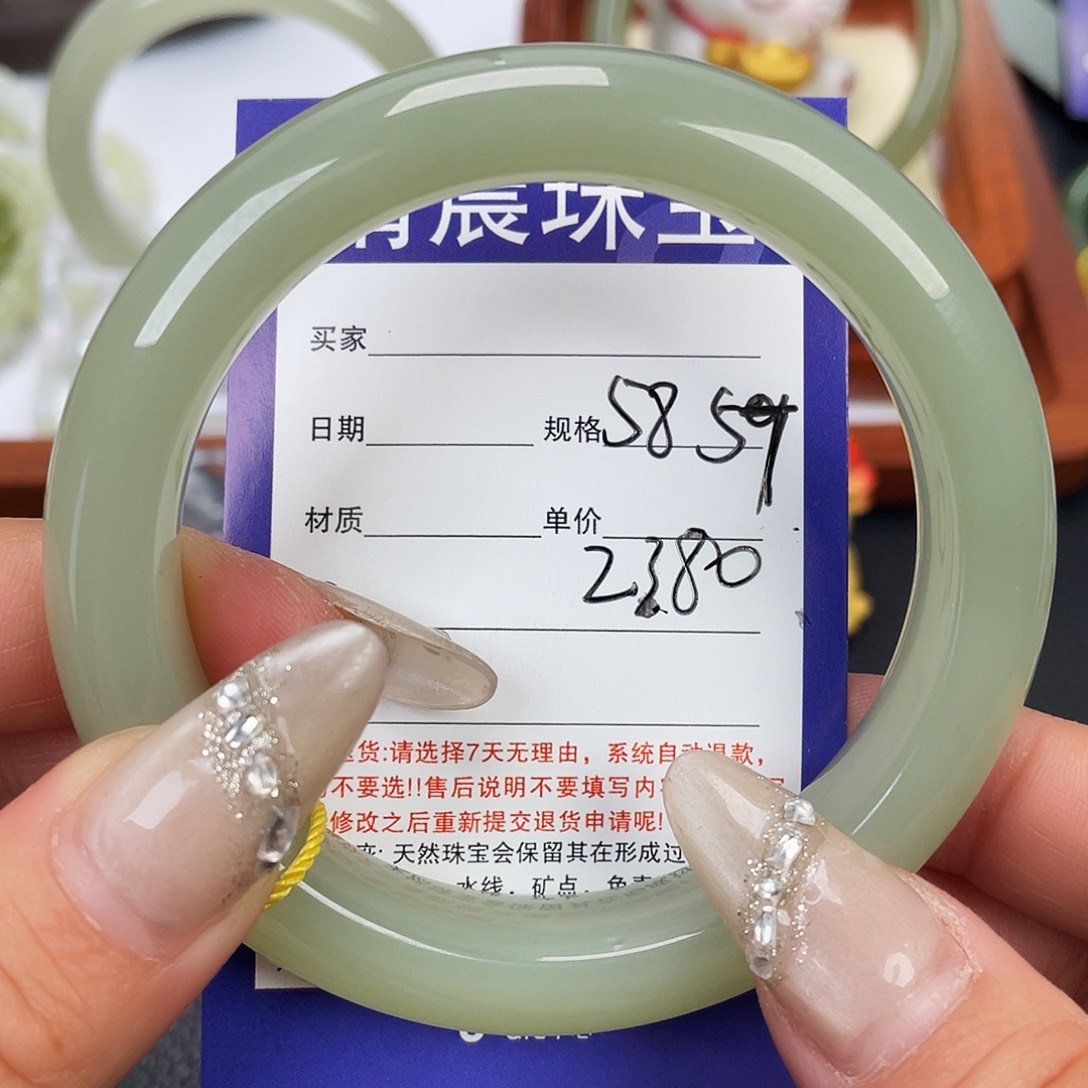 晨珠宝
买家
日期 规格 58 59
材质 单价
2380
退货:请选择7天无理由，系统自动退款，
不要选!!售后说明不要填写内
修改之后重新提交退货申请呢!
天然珠宝会保留其在形成过
水线，矿点，色素